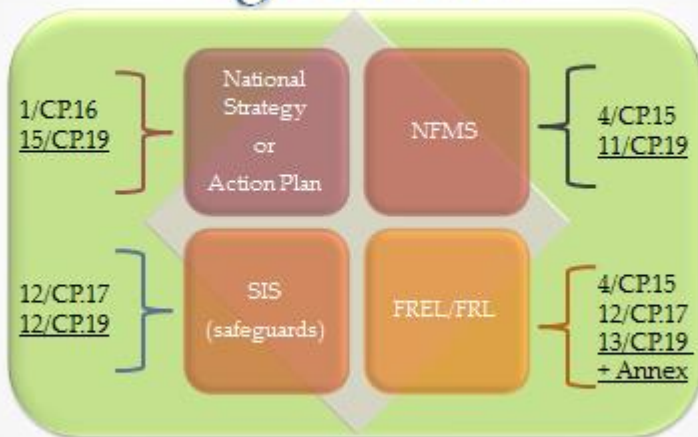 1/CP.16
15/CP.19
National
Strategy
or
Action Plan
NFMS
4/CP.15
11/CP.19
12/CP.17
12/CP.19
SIS
(safeguards)
FREL/FRL
4/CP.15
12/CP.17
13/CP.19
+ Annex